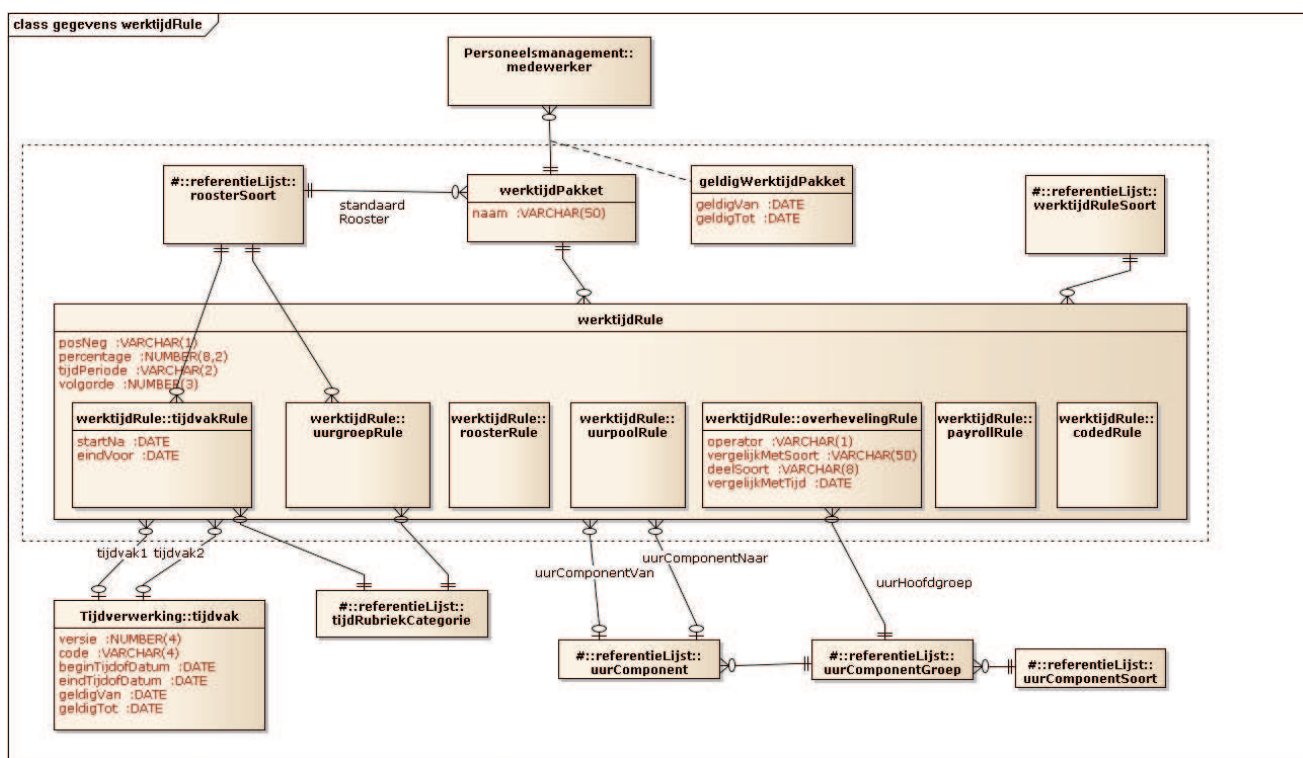 class gegevens werktijdRule
Personeelsmanagement::
medewerker
#::referentieLijst::
roosterSoort
standaard
Rooster
werktijdPakket
naam :VARCHAR(50)
geldigWerktijdPakket
geldigVan :DATE
geldigTot :DATE
#::referentieLijst::
werktijdRuleSoort
werktijdRule
posNeg :VARCHAR(1)
percentage :NUMBER(8,2)
tijdPeriode :VARCHAR(2)
volgorde :NUMBER(3)
werktijdRule::tijdvakRule
startNa :DATE
eindVoor :DATE
werktijdRule::
uurgroepRule
werktijdRule::
roosterRule
werktijdRule::
uurpoolRule
werktijdRule::overhevelingRule
operator :VARCHAR(1)
vergelijkMetSoort :VARCHAR(50)
deelSoort :VARCHAR(8)
vergelijkMetTijd :DATE
werktijdRule::
payrollRule
werktijdRule::
codedRule
tijdvak1 tijdvak2
uurComponentVan
uurComponentNaar
uurHoofdgroep
Tijdverwerking::tijdvak
versie :NUMBER(4)
code :VARCHAR(4)
beginTijdofDatum :DATE
eindTijdofDatum :DATE
geldigVan :DATE
geldigTot :DATE
#::referentieLijst::
tijdRubriekCategorie
#::referentieLijst::
uurComponent
#::referentieLijst::
uurComponentGroep
#::referentieLijst::
uurComponentSoort